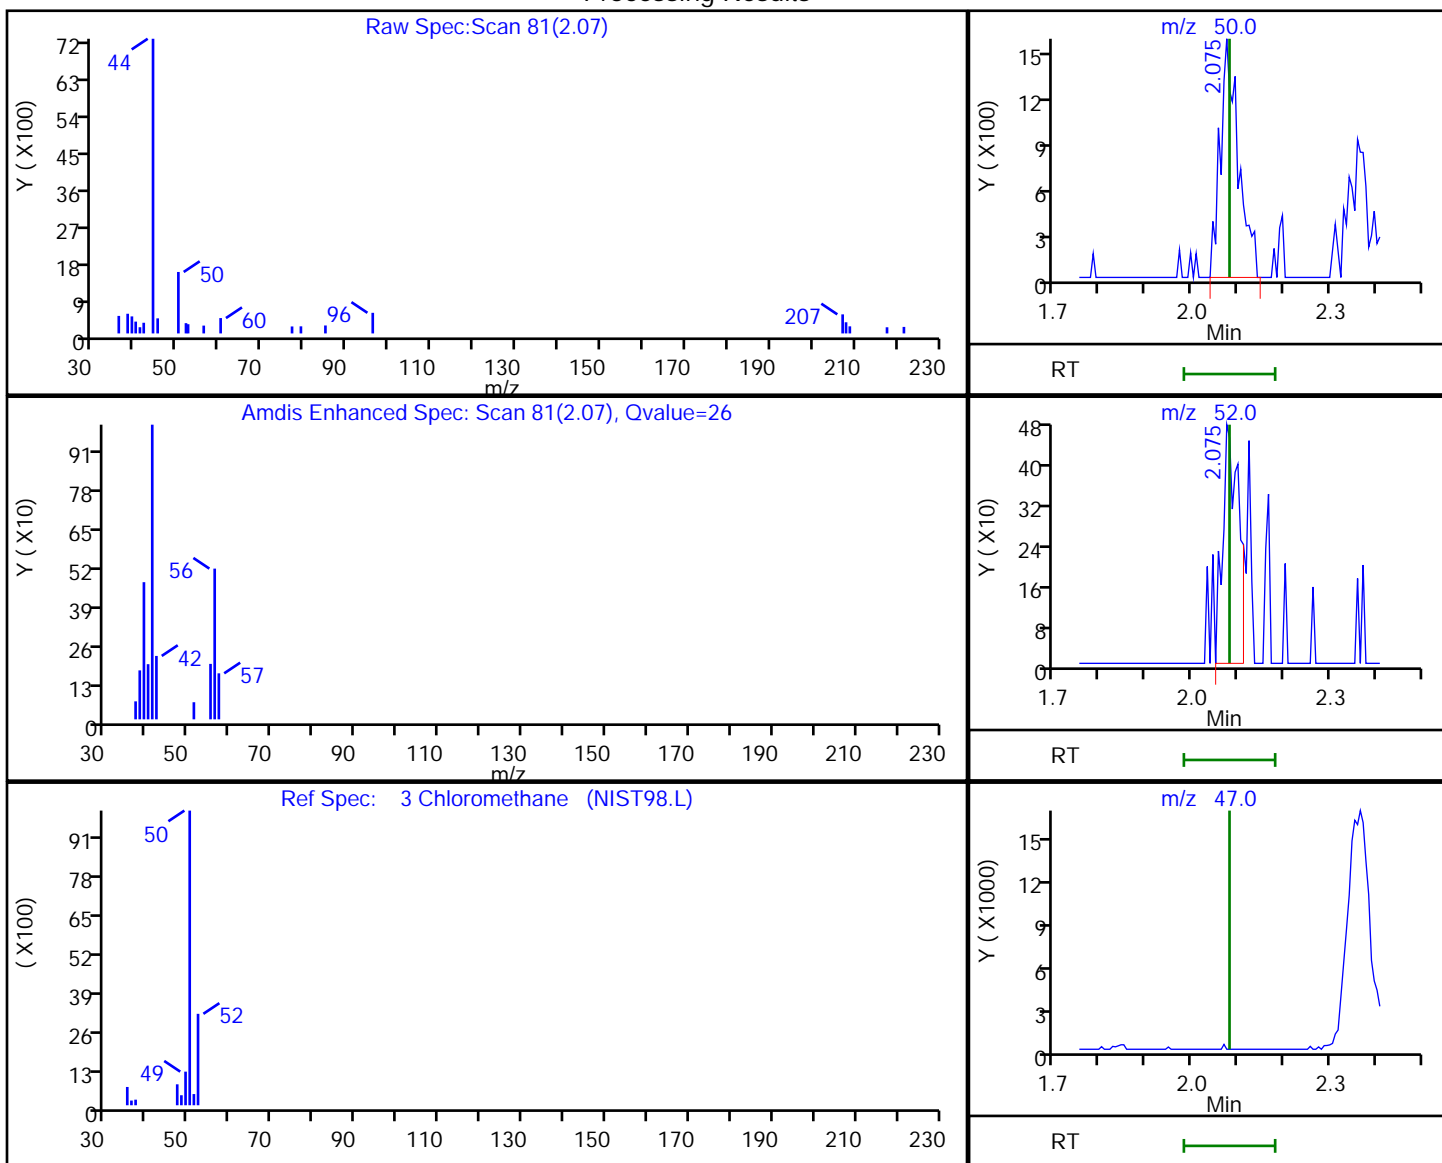 Processing Results
Raw Spec:Scan 81(2.07)
Y ( X100)
72
63
54
45
36
27
18
9
0
44
50
60
96
207
30 50 70 90 110 130 150 170 190 210 230
m/z
m/z 50.0
Y ( X100)
15
12
9
6
3
0
2.075
1.7 2.0 2.3
Min
RT
Amdis Enhanced Spec: Scan 81(2.07), Qvalue=26
Y ( X10)
91
78
65
52
39
26
13
0
56
42
57
30 50 70 90 110 130 150 170 190 210 230
m/z
m/z 52.0
Y ( X10)
48
40
32
24
16
8
0
2.075
1.7 2.0 2.3
Min
RT
Ref Spec: 3 Chloromethane (NIST98.L)
( X100)
91
78
65
52
39
26
13
0
50
52
49
30 50 70 90 110 130 150 170 190 210 230
m/z 47.0
Y ( X1000)
15
12
9
6
3
0
1.7 2.0 2.3
Min
RT